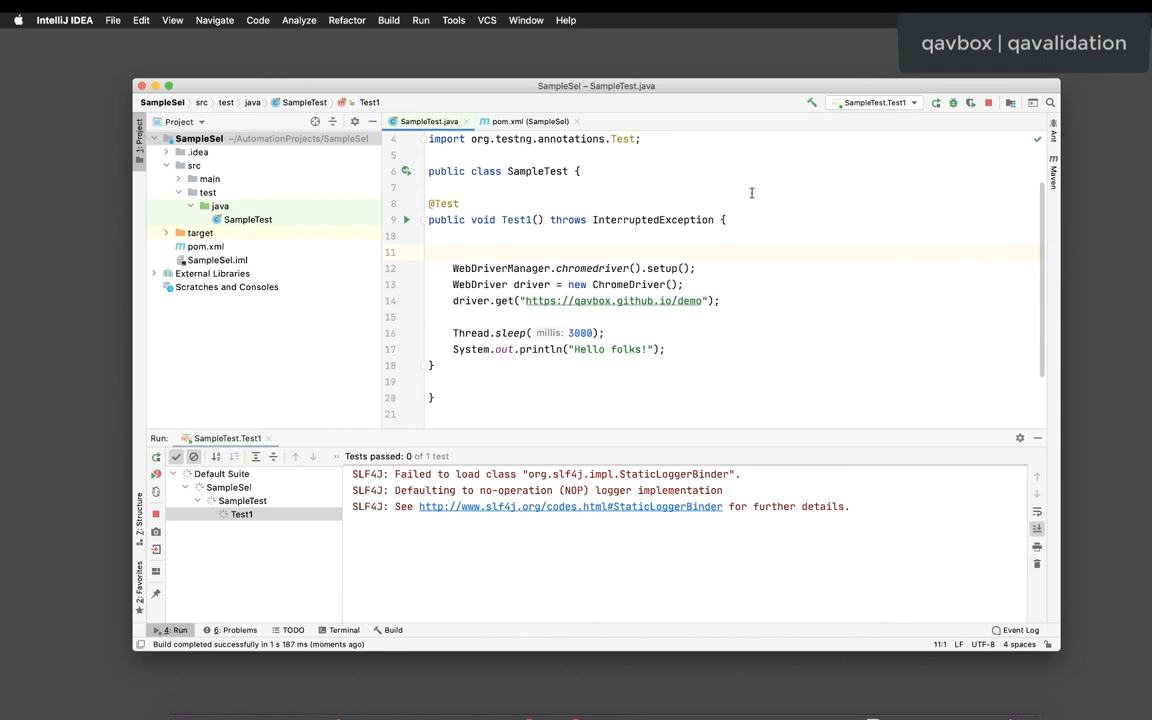 IntelliJ IDEA File Edit View Navigate Code Analyze Refactor Build Run Tools VCS Window Help
qavbox | qavalidation
SampleSel – SampleTest.java
SampleSel src test java SampleTest Test1
SampleTest.Test1
Project
SampleTest.java pom.xml (SampleSel)
SampleSel ~/AutomationProjects/SampleSel
.idea
src
main
test
java
SampleTest
target
pom.xml
SampleSel.iml
External Libraries
Scratches and Consoles
1: Project
Z: Structure
2: Favorites
Ant
Maven
4 import org.testng.annotations.Test;
5
6 public class SampleTest {
7
8 @Test
9 public void Test1() throws InterruptedException {
10
11
12 WebDriverManager.chromedriver().setup();
13 WebDriver driver = new ChromeDriver();
14 driver.get("https://qavbox.github.io/demo");
15
16 Thread.sleep( millis: 3000);
17 System.out.println("Hello folks!");
18 }
19
20 }
21
Run: SampleTest.Test1
Tests passed: 0 of 1 test
Default Suite
SampleSel
SampleTest
Test1
SLF4J: Failed to load class "org.slf4j.impl.StaticLoggerBinder".
SLF4J: Defaulting to no-operation (NOP) logger implementation
SLF4J: See http://www.slf4j.org/codes.html#StaticLoggerBinder for further details.
4: Run 6: Problems TODO Terminal Build Event Log
Build completed successfully in 1 s 187 ms (moments ago) 11:1 LF UTF-8 4 spaces